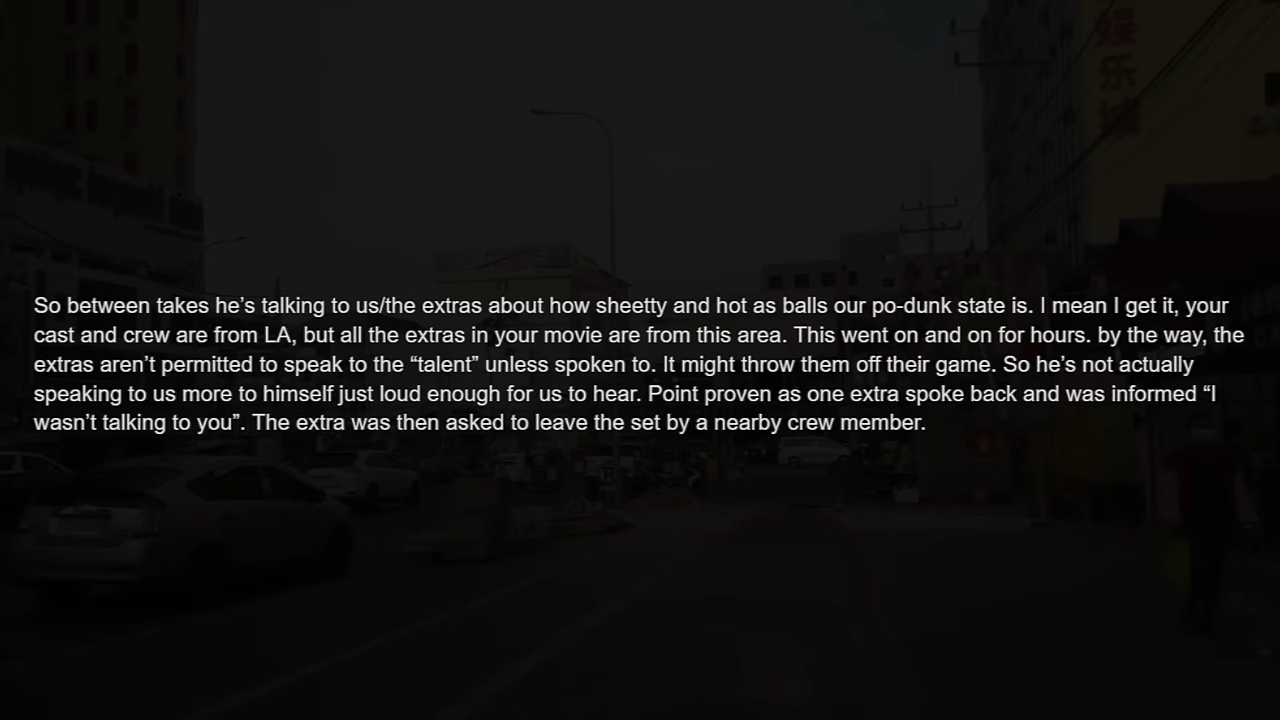 娱乐城
So between takes he’s talking to us/the extras about how sheetty and hot as balls our po-dunk state is. I mean I get it, your
cast and crew are from LA, but all the extras in your movie are from this area. This went on and on for hours. by the way, the
extras aren’t permitted to speak to the “talent” unless spoken to. It might throw them off their game. So he’s not actually
speaking to us more to himself just loud enough for us to hear. Point proven as one extra spoke back and was informed “I
wasn’t talking to you”. The extra was then asked to leave the set by a nearby crew member.